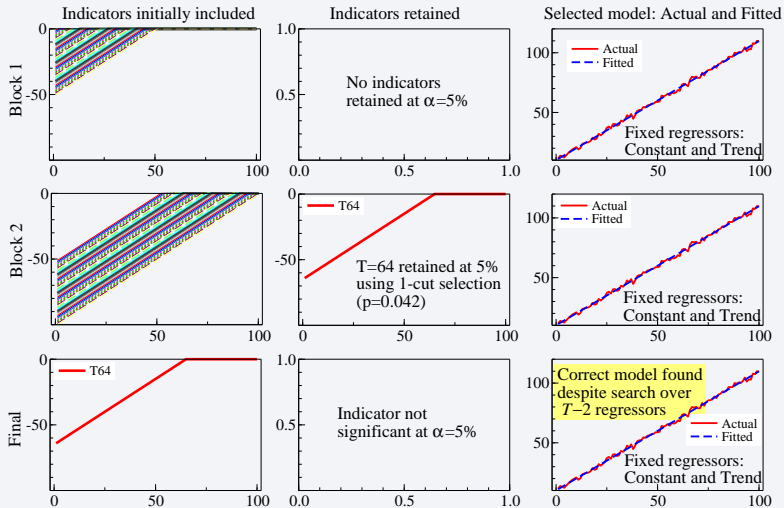 Indicators initially included
Indicators retained
Selected model: Actual and Fitted
Block 1
0
-50
0
50
100
1.0
0.5
0.0
0.5
1.0
No indicators
retained at α=5%
100
50
0
50
100
Actual
Fitted
Fixed regressors:
Constant and Trend
Block 2
0
-50
0
50
100
0
-50
0
50
100
T64
T=64 retained at 5%
using 1-cut selection
(p=0.042)
100
50
0
50
100
Actual
Fitted
Fixed regressors:
Constant and Trend
Final
0
-50
0
50
100
T64
1.0
0.5
0.0
0.5
1.0
Indicator not
significant at α=5%
100
50
0
50
100
Correct model found
despite search over
T−2 regressors
Actual
Fitted
Fixed regressors:
Constant and Trend